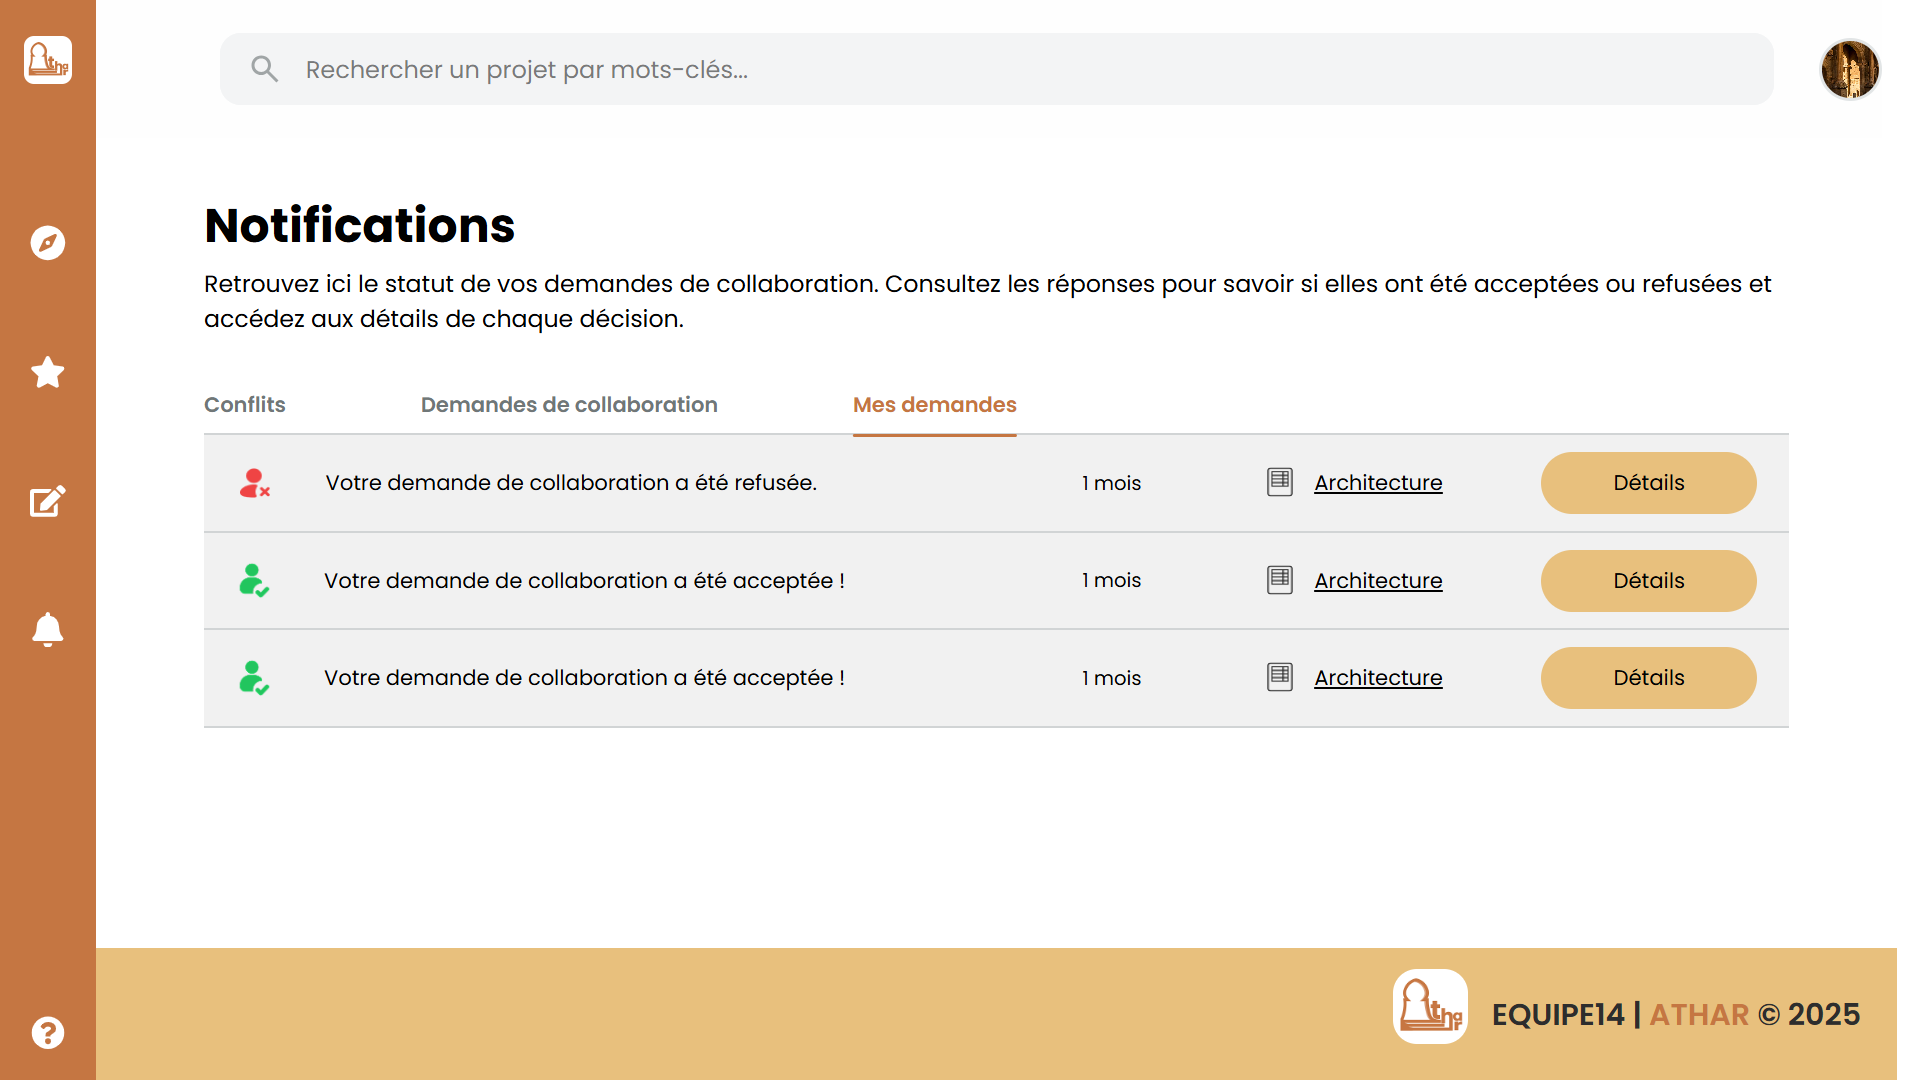 Athar
Rechercher un projet par mots-clés...
Notifications
Retrouvez ici le statut de vos demandes de collaboration. Consultez les réponses pour savoir si elles ont été acceptées ou refusées et
accédez aux détails de chaque décision.
Conflits Demandes de collaboration Mes demandes
Votre demande de collaboration a été refusée. 1 mois Architecture Détails
Votre demande de collaboration a été acceptée ! 1 mois Architecture Détails
Votre demande de collaboration a été acceptée ! 1 mois Architecture Détails
Athar
EQUIPE14 | ATHAR © 2025